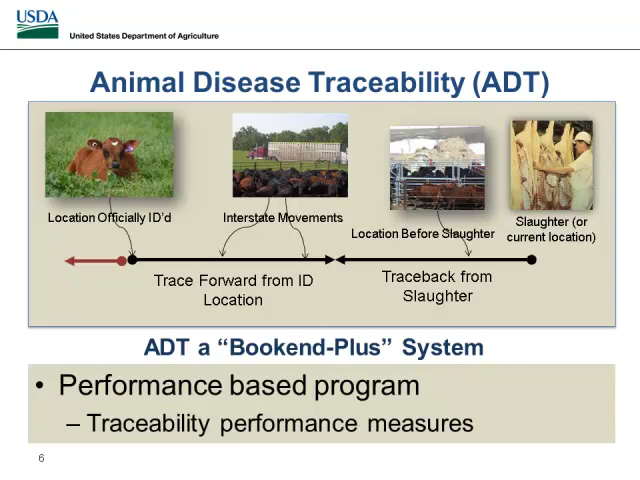 USDA
United States Department of Agriculture
Animal Disease Traceability (ADT)
Location Officially ID'd
Interstate Movements
Location Before Slaughter
Slaughter (or
current location)
Trace Forward from ID
Location
Traceback from
Slaughter
ADT a “Bookend-Plus” System
• Performance based program
– Traceability performance measures
6